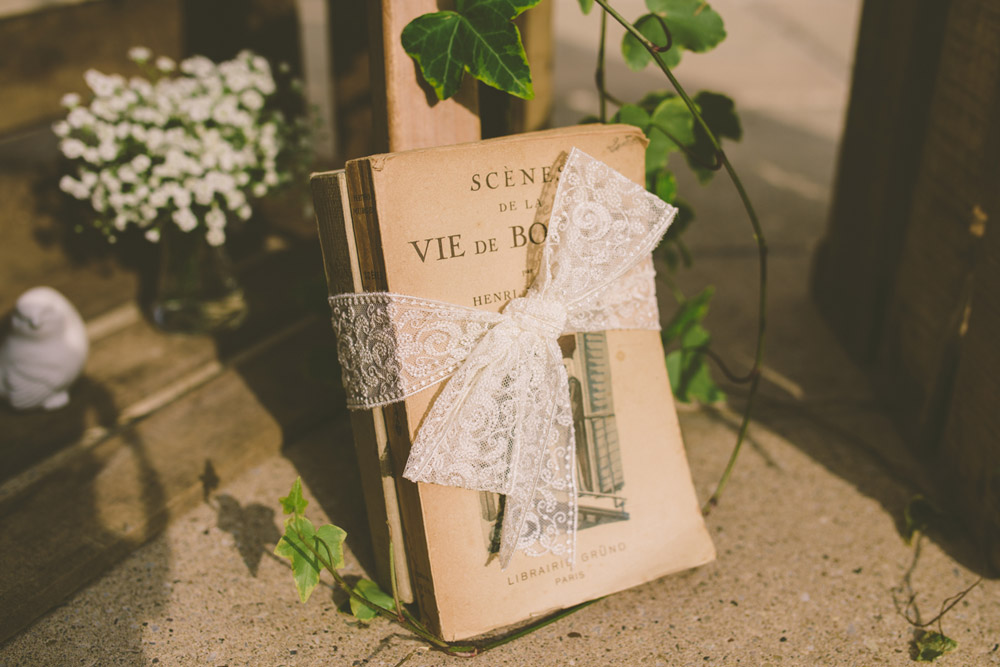 SCÈNES
DE LA
VIE DE BO
HENRI
LIBRAIRIE GRÜND
PARIS